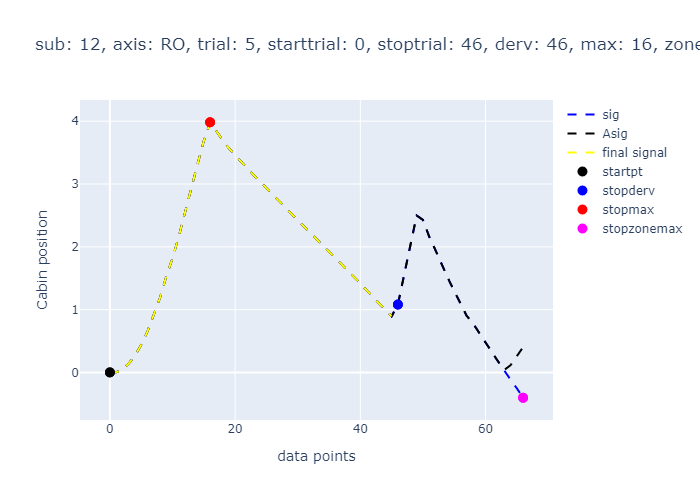 sub: 12, axis: RO, trial: 5, starttrial: 0, stoptrial: 46, derv: 46, max: 16, zone
sig
Asig
final signal
startpt
stopderv
stopmax
stopzonemax
Cabin position
4
3
2
1
0
0
20
40
60
data points